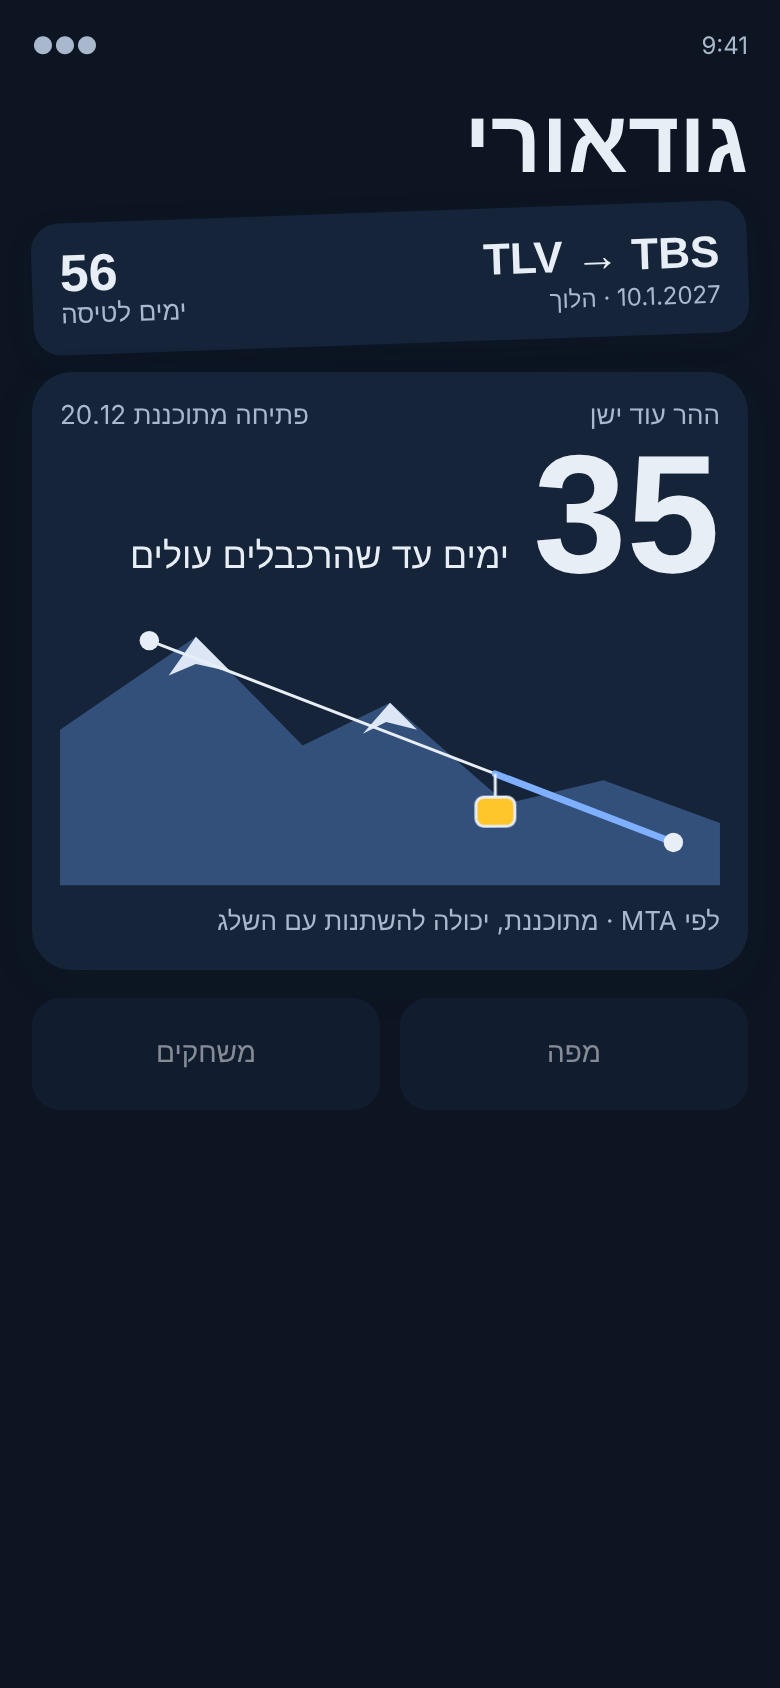 9:41
גודאורי
TLV → TBS
10.1.2027 · הלוך
56
ימים לטיסה
ההר עוד ישן
פתיחה מתוכננת 20.12
35
ימים עד שהרכבלים עולים
לפי MTA · מתוכננת, יכולה להשתנות עם השלג
מפה
משחקים